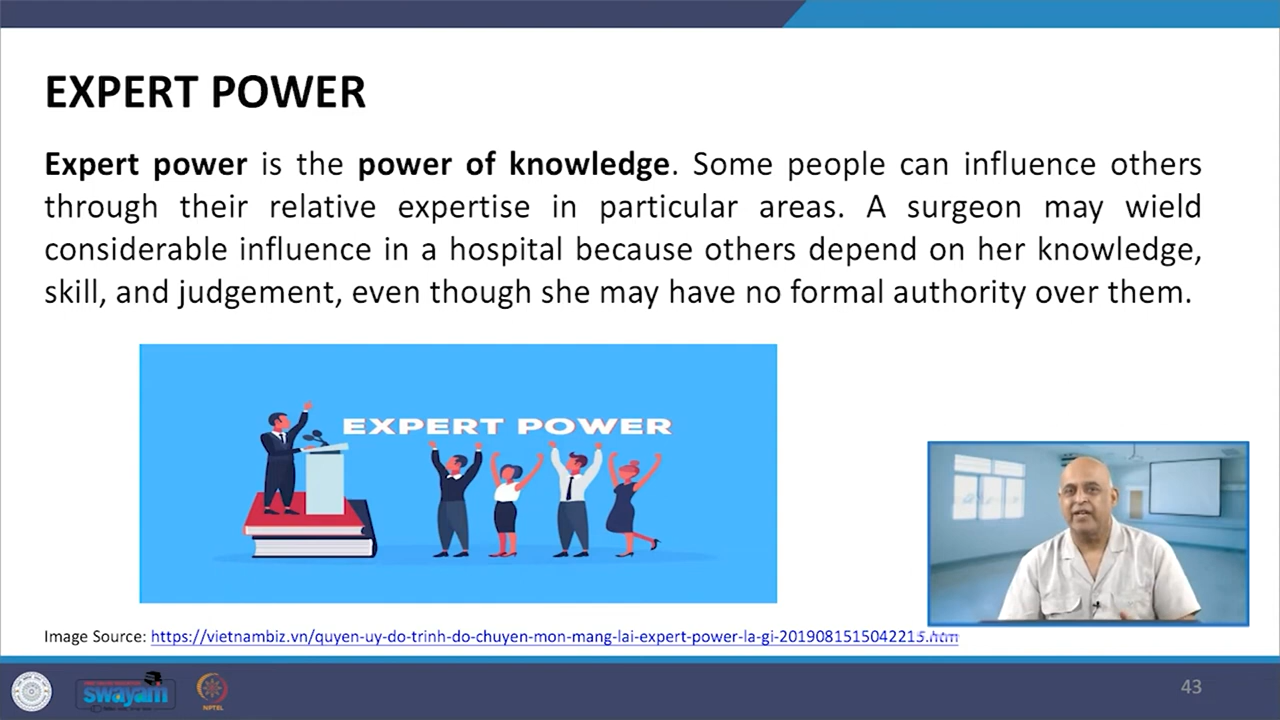 EXPERT POWER
Expert power is the power of knowledge. Some people can influence others
through their relative expertise in particular areas. A surgeon may wield
considerable influence in a hospital because others depend on her knowledge,
skill, and judgement, even though she may have no formal authority over them.
EXPERT POWER
Image Source: https://vietnambiz.vn/quyen-uy-do-trinh-do-chuyen-mon-mang-lai-expert-power-la-gi-20190815150422​15.htm
swayam
NPTEL
43